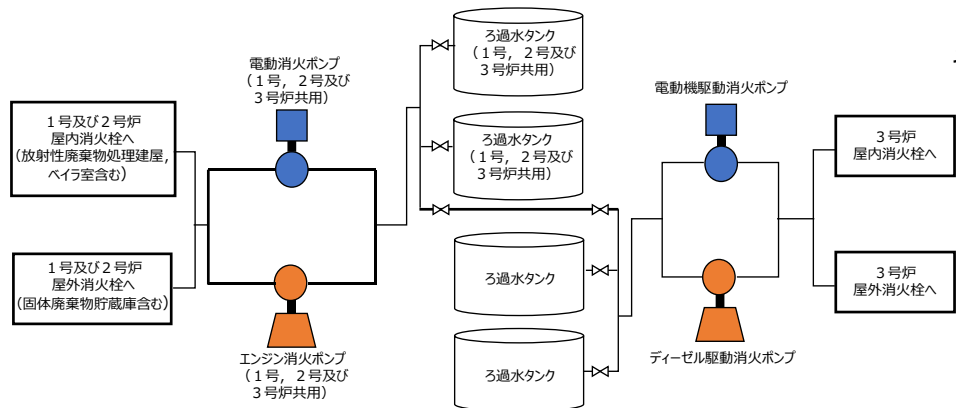 電動消火ポンプ
（１号，２号及び
３号炉共用）
１号及び２号炉
屋内消火栓へ
(放射性廃棄物処理建屋，
ベイラ室含む）
１号及び２号炉
屋外消火栓へ
(固体廃棄物貯蔵庫含む）
エンジン消火ポンプ
（１号，２号及び
３号炉共用）
ろ過水タンク
（１号，２号及び
３号炉共用）
ろ過水タンク
（１号，２号及び
３号炉共用）
ろ過水タンク
ろ過水タンク
電動機駆動消火ポンプ
ディーゼル駆動消火ポンプ
３号炉
屋内消火栓へ
３号炉
屋外消火栓へ